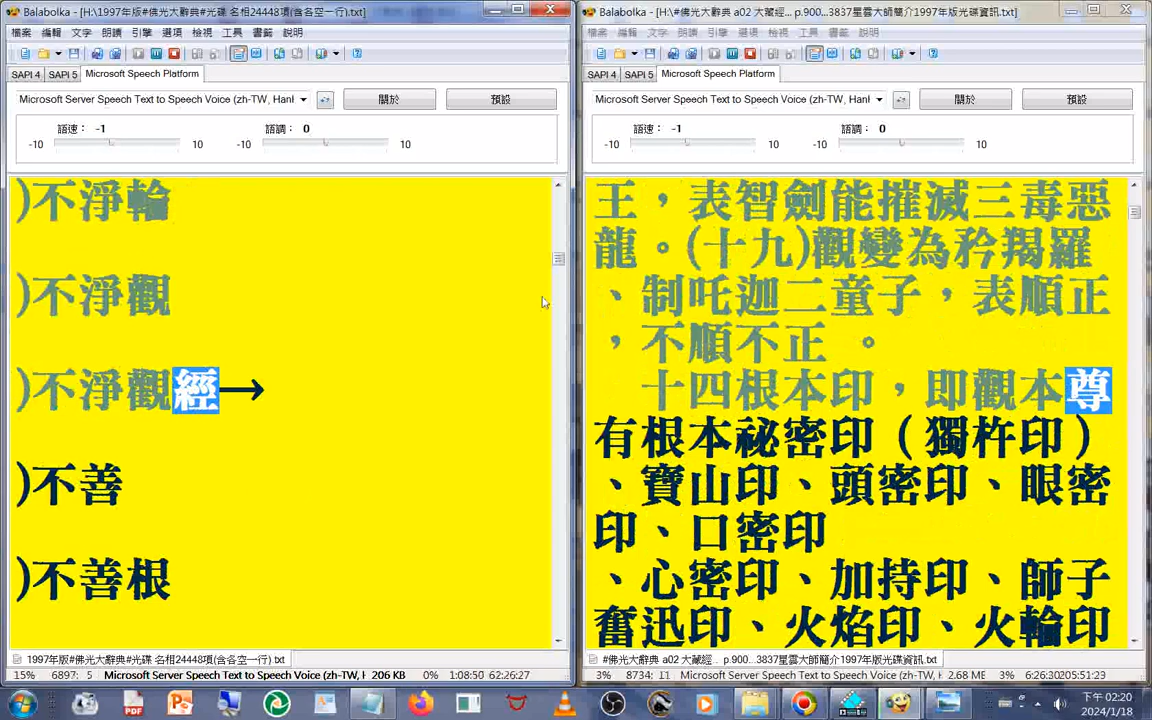 Balabolka - [H:\1997年版#佛光大辭典#光碟 名相24448項(含各空一行).txt]
檔案 編輯 文字 朗讀 引擎 選項 檢視 工具 書籤 說明
SAPI 4 SAPI 5 Microsoft Speech Platform
Microsoft Server Speech Text to Speech Voice (zh-TW, Hanl
關於
預設
語速： -1
語調： 0
-10 10 -10 10
)不淨輪
)不淨觀
)不淨觀經→
)不善
)不善根
1997年版#佛光大辭典#光碟 名相24448項(含各空一行).txt
15% 6897: 5 Microsoft Server Speech Text to Speech Voice (zh-TW, H 206 KB 0% 1:08:50 62:26:27
Balabolka - [H:\#佛光大辭典 a02 大藏經... p.900...3837星雲大師簡介1997年版光碟資訊.txt]
檔案 編輯 文字 朗讀 引擎 選項 檢視 工具 書籤 說明
SAPI 4 SAPI 5 Microsoft Speech Platform
Microsoft Server Speech Text to Speech Voice (zh-TW, Hanl
關於
預設
語速： -1
語調： 0
-10 10 -10 10
王，表智劍能摧滅三毒惡
龍。(十九)觀變為矜羯羅
、制吒迦二童子，表順正
，不順不正 。
十四根本印，即觀本尊
有根本祕密印（獨杵印）
、寶山印、頭密印、眼密
印、口密印
、心密印、加持印、師子
奮迅印、火焰印、火輪印
#佛光大辭典 a02 大藏經... p.900...3837星雲大師簡介1997年版光碟資訊.txt
3% 8734: 11 Microsoft Server Speech Text to Speech Voice (zh-TW, H 2.68 ME 3% 6:26:30 205:51:23
下午 02:20
2024/1/18